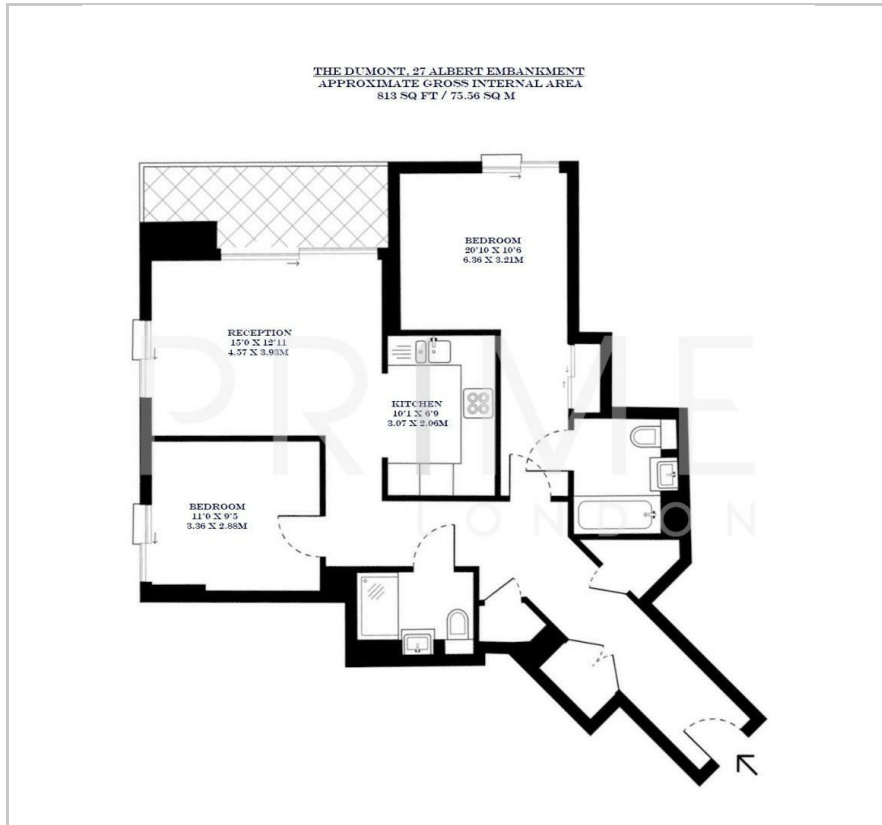 THE DUMONT, 27 ALBERT EMBANKMENT
APPROXIMATE GROSS INTERNAL AREA
813 SQ FT / 75.56 SQ M
BEDROOM
20'10 X 10'6
6.36 X 3.21M
RECEPTION
15'0 X 12'11
4.57 X 3.93M
PRIME
LONDON
KITCHEN
10'1 X 6'9
3.07 X 2.06M
BEDROOM
11'0 X 9'5
3.36 X 2.88M